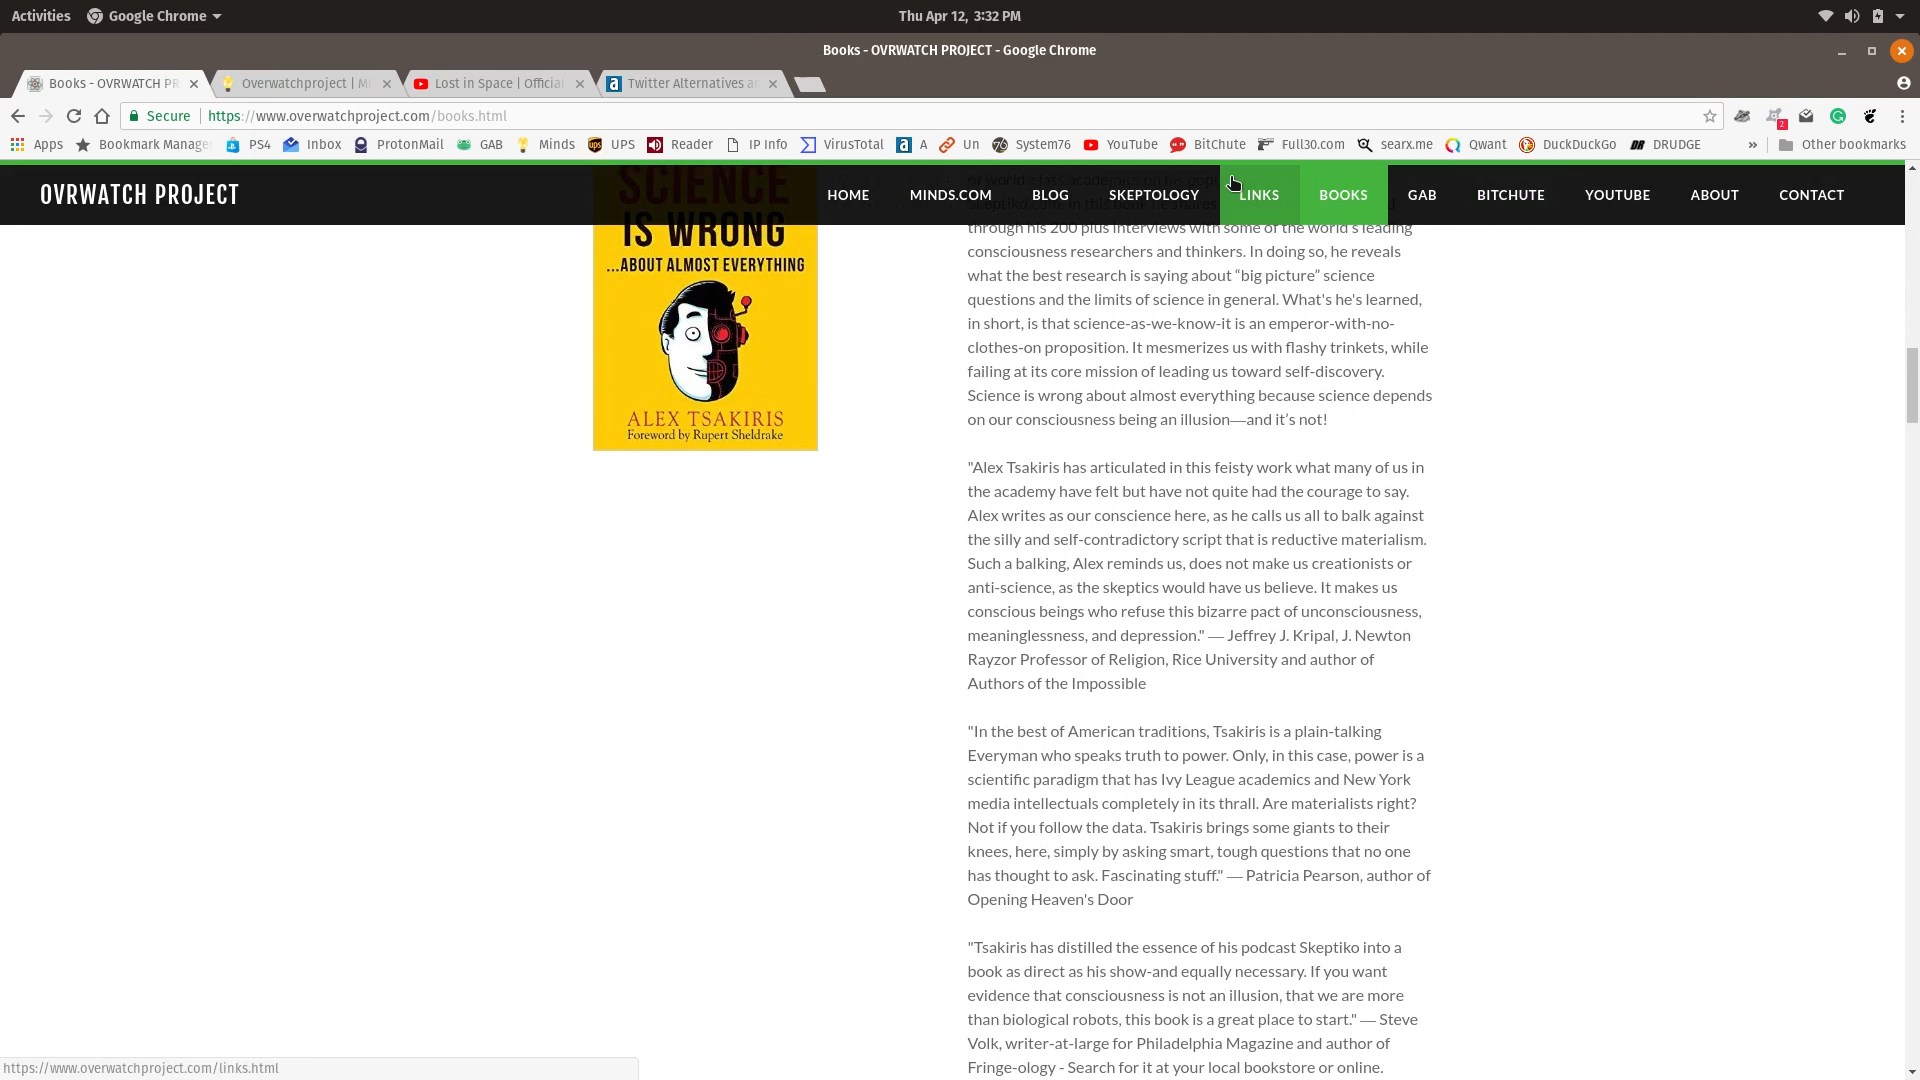 Activities Google Chrome Thu Apr 12, 3:32 PM
Books - OVRWATCH PROJECT - Google Chrome
Books - OVRWATCH PR Overwatchproject | Mi Lost in Space | Official Twitter Alternatives a
Secure https://www.overwatchproject.com/books.html
2
Apps Bookmark Manage PS4 Inbox ProtonMail GAB Minds UPS Reader IP Info VirusTotal A Un System76 YouTube BitChute Full30.com searx.me Qwant DuckDuckGo DRUDGE » Other bookmarks
OVRWATCH PROJECT HOME MINDS.COM BLOG SKEPTOLOGY LINKS BOOKS GAB BITCHUTE YOUTUBE ABOUT CONTACT
SCIENCE
IS WRONG
...ABOUT ALMOST EVERYTHING
ALEX TSAKIRIS
Foreword by Rupert Sheldrake
through his 200 plus interviews with some of the world's leading
consciousness researchers and thinkers. In doing so, he reveals
what the best research is saying about “big picture” science
questions and the limits of science in general. What's he's learned,
in short, is that science-as-we-know-it is an emperor-with-no-
clothes-on proposition. It mesmerizes us with flashy trinkets, while
failing at its core mission of leading us toward self-discovery.
Science is wrong about almost everything because science depends
on our consciousness being an illusion—and it’s not!
"Alex Tsakiris has articulated in this feisty work what many of us in
the academy have felt but have not quite had the courage to say.
Alex writes as our conscience here, as he calls us all to balk against
the silly and self-contradictory script that is reductive materialism.
Such a balking, Alex reminds us, does not make us creationists or
anti-science, as the skeptics would have us believe. It makes us
conscious beings who refuse this bizarre pact of unconsciousness,
meaninglessness, and depression." — Jeffrey J. Kripal, J. Newton
Rayzor Professor of Religion, Rice University and author of
Authors of the Impossible
"In the best of American traditions, Tsakiris is a plain-talking
Everyman who speaks truth to power. Only, in this case, power is a
scientific paradigm that has Ivy League academics and New York
media intellectuals completely in its thrall. Are materialists right?
Not if you follow the data. Tsakiris brings some giants to their
knees, here, simply by asking smart, tough questions that no one
has thought to ask. Fascinating stuff." — Patricia Pearson, author of
Opening Heaven's Door
"Tsakiris has distilled the essence of his podcast Skeptiko into a
book as direct as his show-and equally necessary. If you want
evidence that consciousness is not an illusion, that we are more
than biological robots, this book is a great place to start." — Steve
Volk, writer-at-large for Philadelphia Magazine and author of
Fringe-ology - Search for it at your local bookstore or online.
https://www.overwatchproject.com/links.html